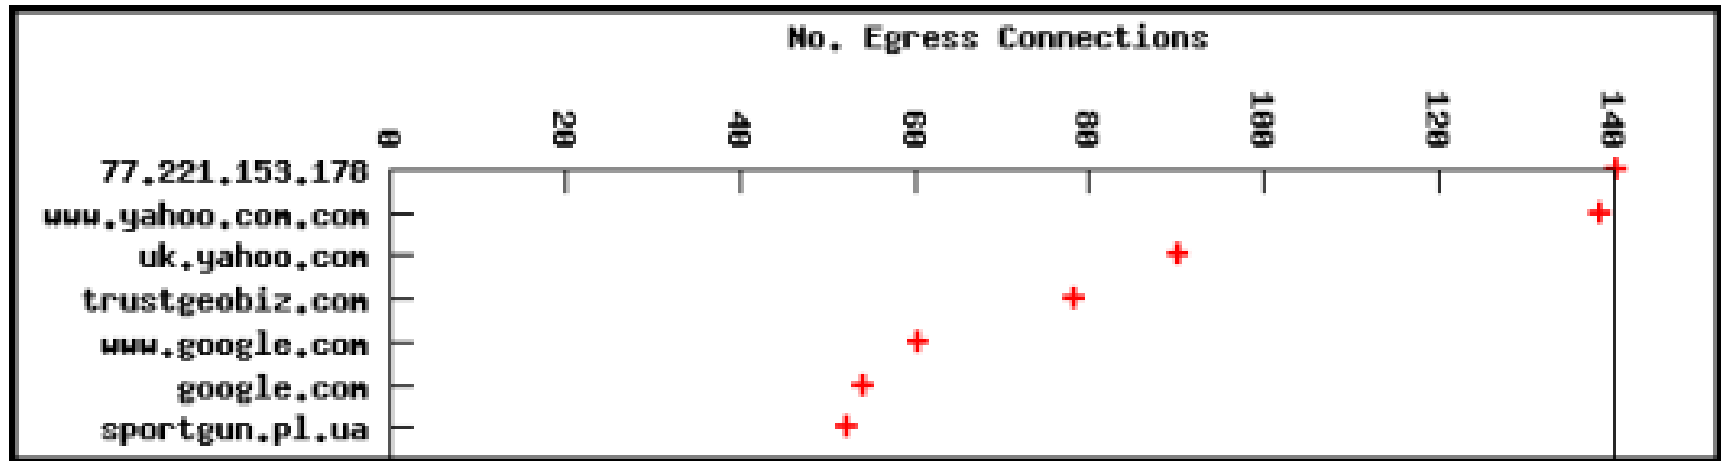 No. Egress Connections
0 20 40 60 80 100 120 140
77.221.153.178
www.yahoo.com.com
uk.yahoo.com
trustgeobiz.com
www.google.com
google.com
sportgun.pl.ua